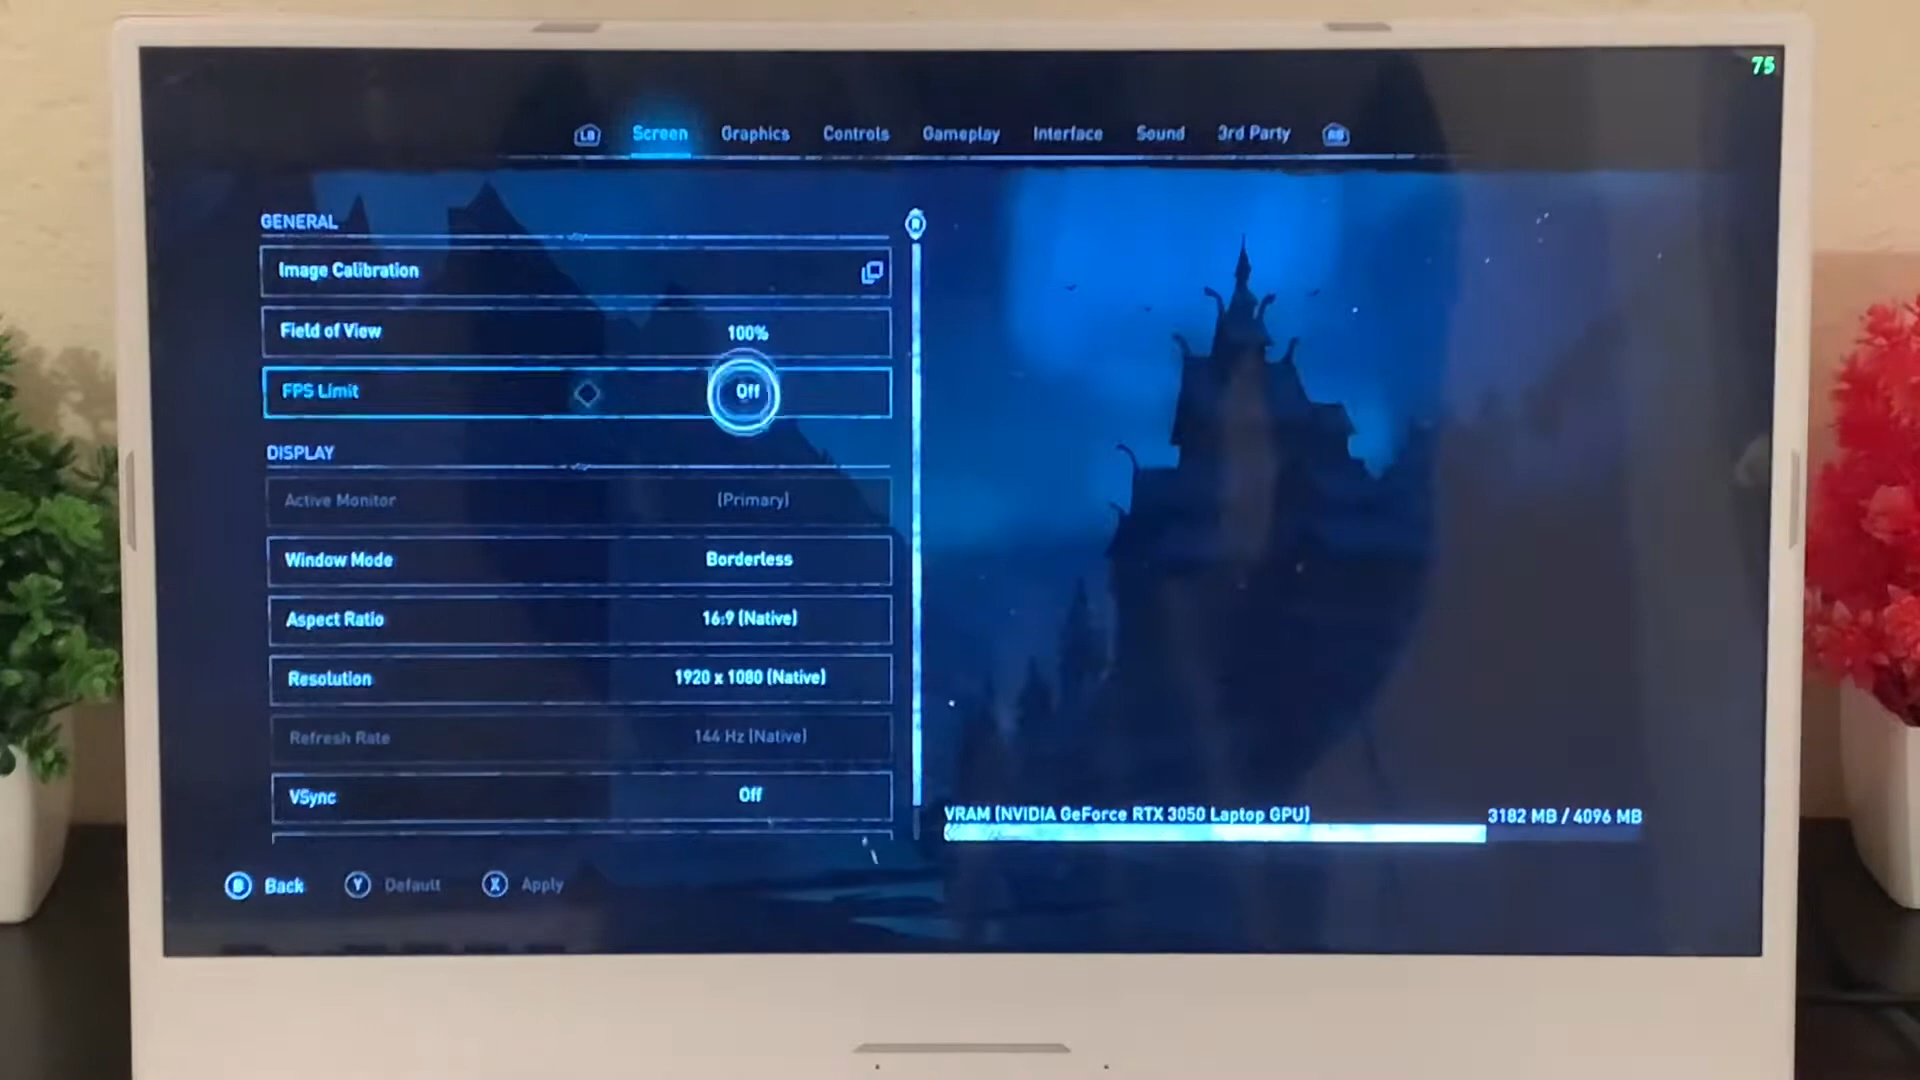 75
LB Screen Graphics Controls Gameplay Interface Sound 3rd Party RB
GENERAL
R
Image Calibration
Field of View 100%
FPS Limit Off
DISPLAY
Active Monitor (Primary)
Window Mode Borderless
Aspect Ratio 16:9 (Native)
Resolution 1920 x 1080 (Native)
Refresh Rate 144 Hz (Native)
VSync Off
VRAM (NVIDIA GeForce RTX 3050 Laptop GPU) 3182 MB / 4096 MB
B Back Y Default X Apply